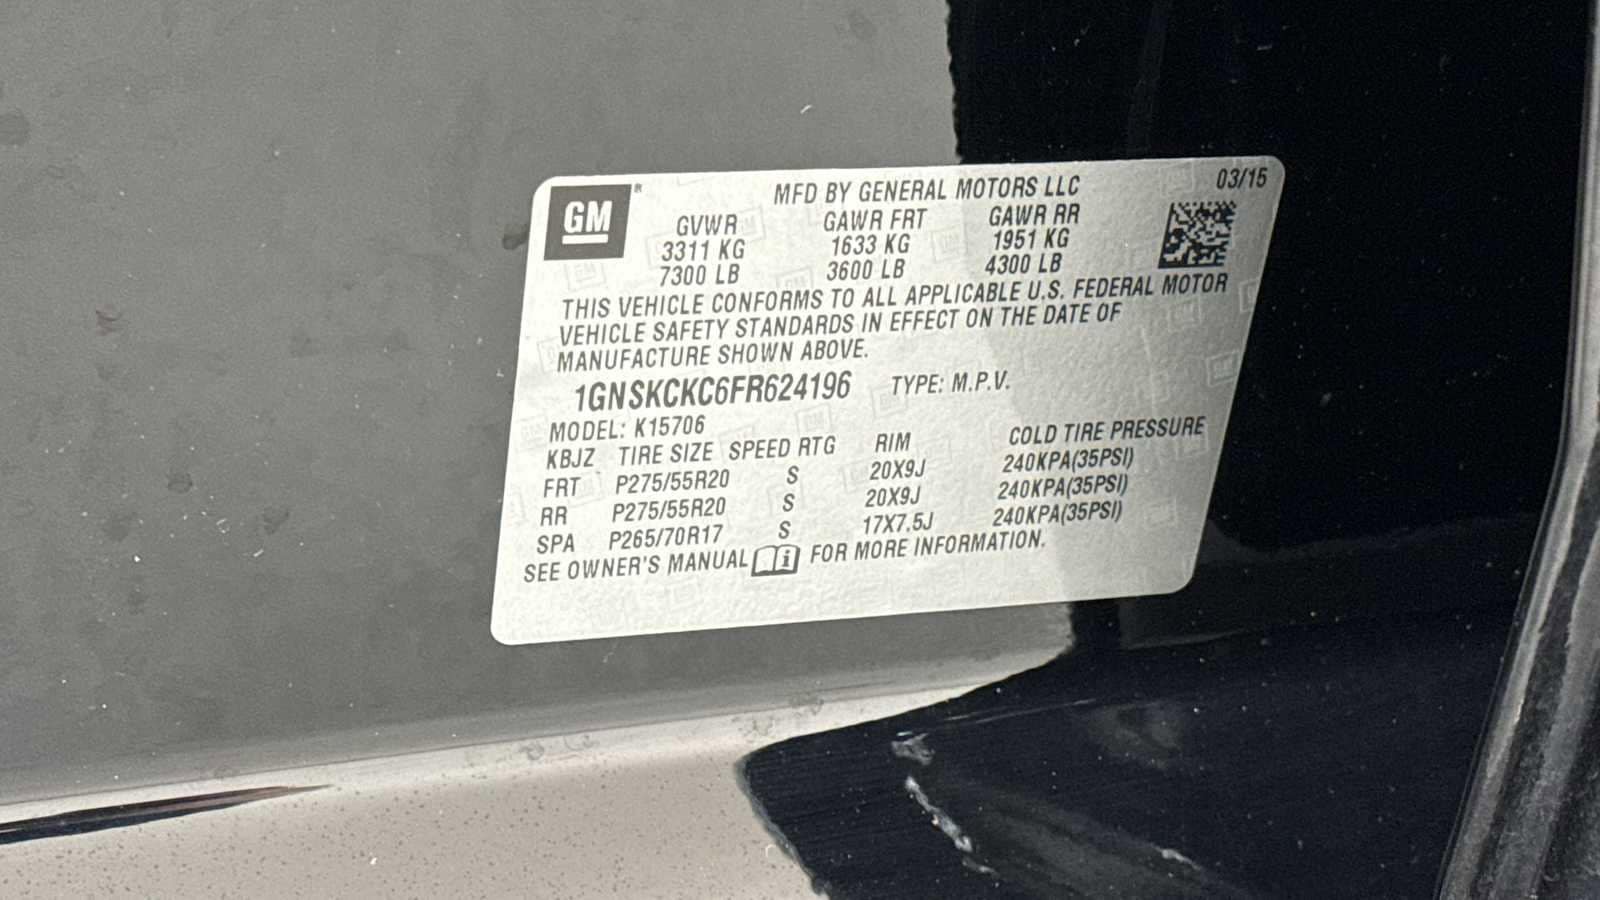 GM ® MFD BY GENERAL MOTORS LLC 03/15
GVWR GAWR FRT GAWR RR
3311 KG 1633 KG 1951 KG
7300 LB 3600 LB 4300 LB
THIS VEHICLE CONFORMS TO ALL APPLICABLE U.S. FEDERAL MOTOR
VEHICLE SAFETY STANDARDS IN EFFECT ON THE DATE OF
MANUFACTURE SHOWN ABOVE.
1GNSKCKC6FR624196 TYPE: M.P.V.
MODEL: K15706
KBJZ TIRE SIZE SPEED RTG RIM COLD TIRE PRESSURE
FRT P275/55R20 S 20X9J 240KPA(35PSI)
RR P275/55R20 S 20X9J 240KPA(35PSI)
SPA P265/70R17 S 17X7.5J 240KPA(35PSI)
SEE OWNER'S MANUAL i FOR MORE INFORMATION.